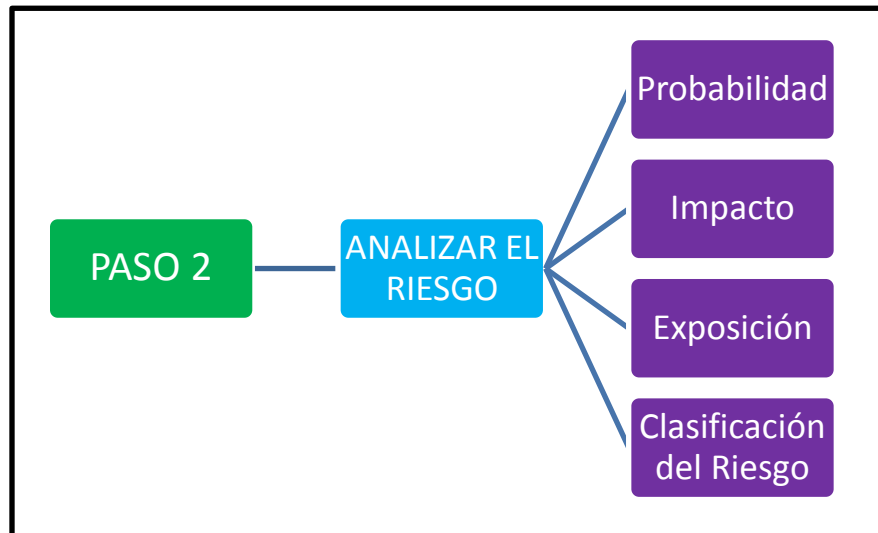 PASO 2
ANALIZAR EL
RIESGO
Probabilidad
Impacto
Exposición
Clasificación
del Riesgo